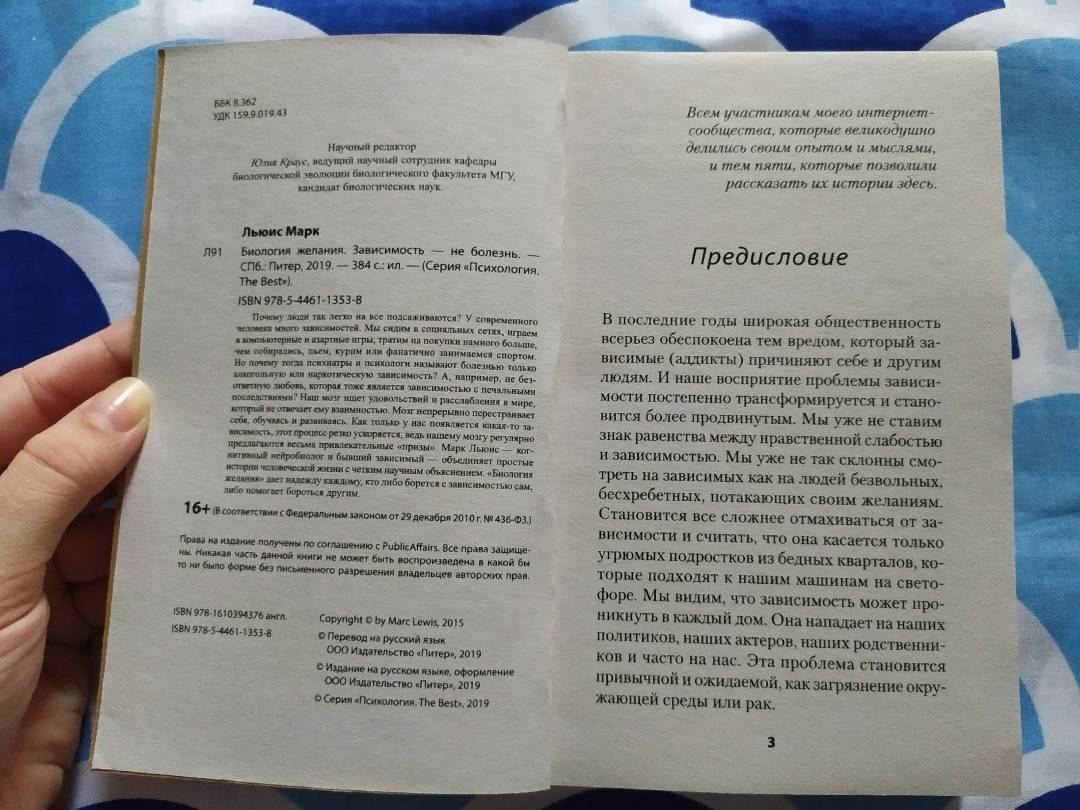 ББК 8.362
УДК 159.9.019.43
Научный редактор
Юлия Краус, ведущий научный сотрудник кафедры
биологической эволюции биологического факультета МГУ,
кандидат биологических наук.
Льюис Марк
Л91 Биология желания. Зависимость — не болезнь. —
СПб.: Питер, 2019. — 384 с.: ил. — (Серия «Психология.
The Best»).
ISBN 978-5-4461-1353-8
Почему люди так легко на все подсаживаются? У современного
человека много зависимостей. Мы сидим в социальных сетях, играем
в компьютерные и азартные игры, тратим на покупки намного больше,
чем собирались, пьем, курим или фанатично занимаемся спортом.
Но почему тогда психиатры и психологи называют болезнью только
алкогольную или наркотическую зависимость? А, например, не без-
ответную любовь, которая тоже является зависимостью с печальными
последствиями? Наш мозг ищет удовольствий и расслабления в мире,
который не отвечает ему взаимностью. Мозг непрерывно перестраивает
себя, обучаясь и развиваясь. Как только у нас появляется какая-то за-
висимость, этот процесс резко ускоряется, ведь нашему мозгу регулярно
предлагаются весьма привлекательные «призы». Марк Льюис — ког-
нитивный нейробиолог и бывший зависимый — объединяет простые
истории человеческой жизни с четким научным объяснением. «Биология
желания» дает надежду каждому, кто либо борется с зависимостью сам,
либо помогает бороться другим.
16+ (В соответствии с Федеральным законом от 29 декабря 2010 г. № 436-ФЗ.)
Права на издание получены по соглашению с PublicAffairs. Все права защище-
ны. Никакая часть данной книги не может быть воспроизведена в какой бы
то ни было форме без письменного разрешения владельцев авторских прав.
ISBN 978-1610394376 англ.
ISBN 978-5-4461-1353-8
Copyright © by Marc Lewis, 2015
© Перевод на русский язык
ООО Издательство «Питер», 2019
© Издание на русском языке, оформление
ООО Издательство «Питер», 2019
© Серия «Психология. The Best», 2019
Всем участникам моего интернет-
сообщества, которые великодушно
делились своим опытом и мыслями,
и тем пяти, которые позволили
рассказать их истории здесь.
Предисловие
В последние годы широкая общественность
всерьез обеспокоена тем вредом, который за-
висимые (аддикты) причиняют себе и другим
людям. И наше восприятие проблемы зависи-
мости постепенно трансформируется и стано-
вится более продвинутым. Мы уже не ставим
знак равенства между нравственной слабостью
и зависимостью. Мы уже не так склонны смо-
треть на зависимых как на людей безвольных,
бесхребетных, потакающих своим желаниям.
Становится все сложнее отмахиваться от за-
висимости и считать, что она касается только
угрюмых подростков из бедных кварталов, ко-
торые подходят к нашим машинам на свето-
форе. Мы видим, что зависимость может про-
никнуть в каждый дом. Она нападает на наших
политиков, наших актеров, наших родственни-
ков и часто на нас. Эта проблема становится
привычной и ожидаемой, как загрязнение окру-
жающей среды или рак.
3